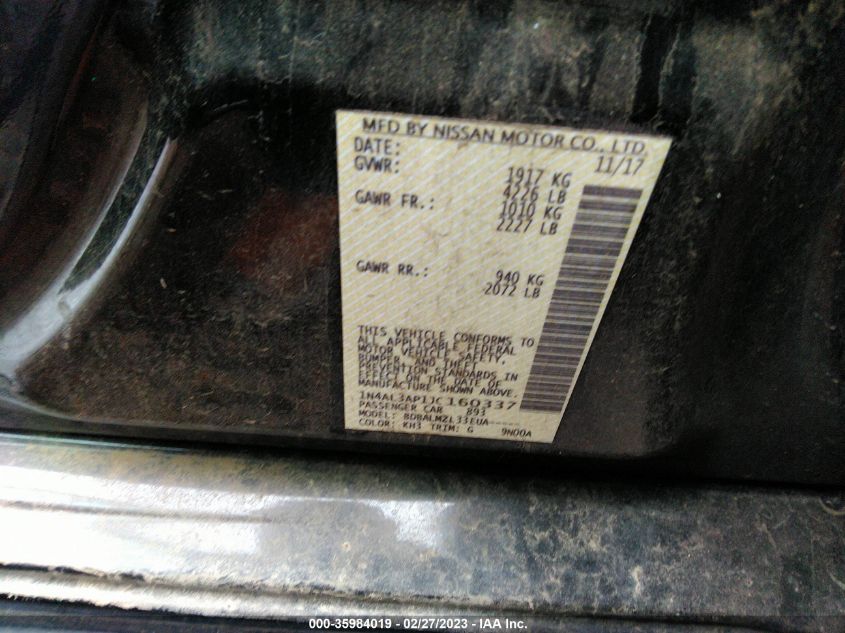 MFD BY NISSAN MOTOR CO., LTD.
DATE: 11/17
GVWR: 1917 KG
4226 LB
GAWR FR.: 1010 KG
2227 LB
GAWR RR.: 940 KG
2072 LB
THIS VEHICLE CONFORMS TO
ALL APPLICABLE FEDERAL
MOTOR VEHICLE SAFETY,
BUMPER, AND THEFT
PREVENTION STANDARDS IN
EFFECT ON THE DATE OF
MANUFACTURE SHOWN ABOVE.
1N4AL3AP1JC160337
PASSENGER CAR 893
MODEL: BDBALMZL33EUA-----
COLOR: KH3 TRIM: G 9N00A
000-35984019 - 02/27/2023 - IAA Inc.